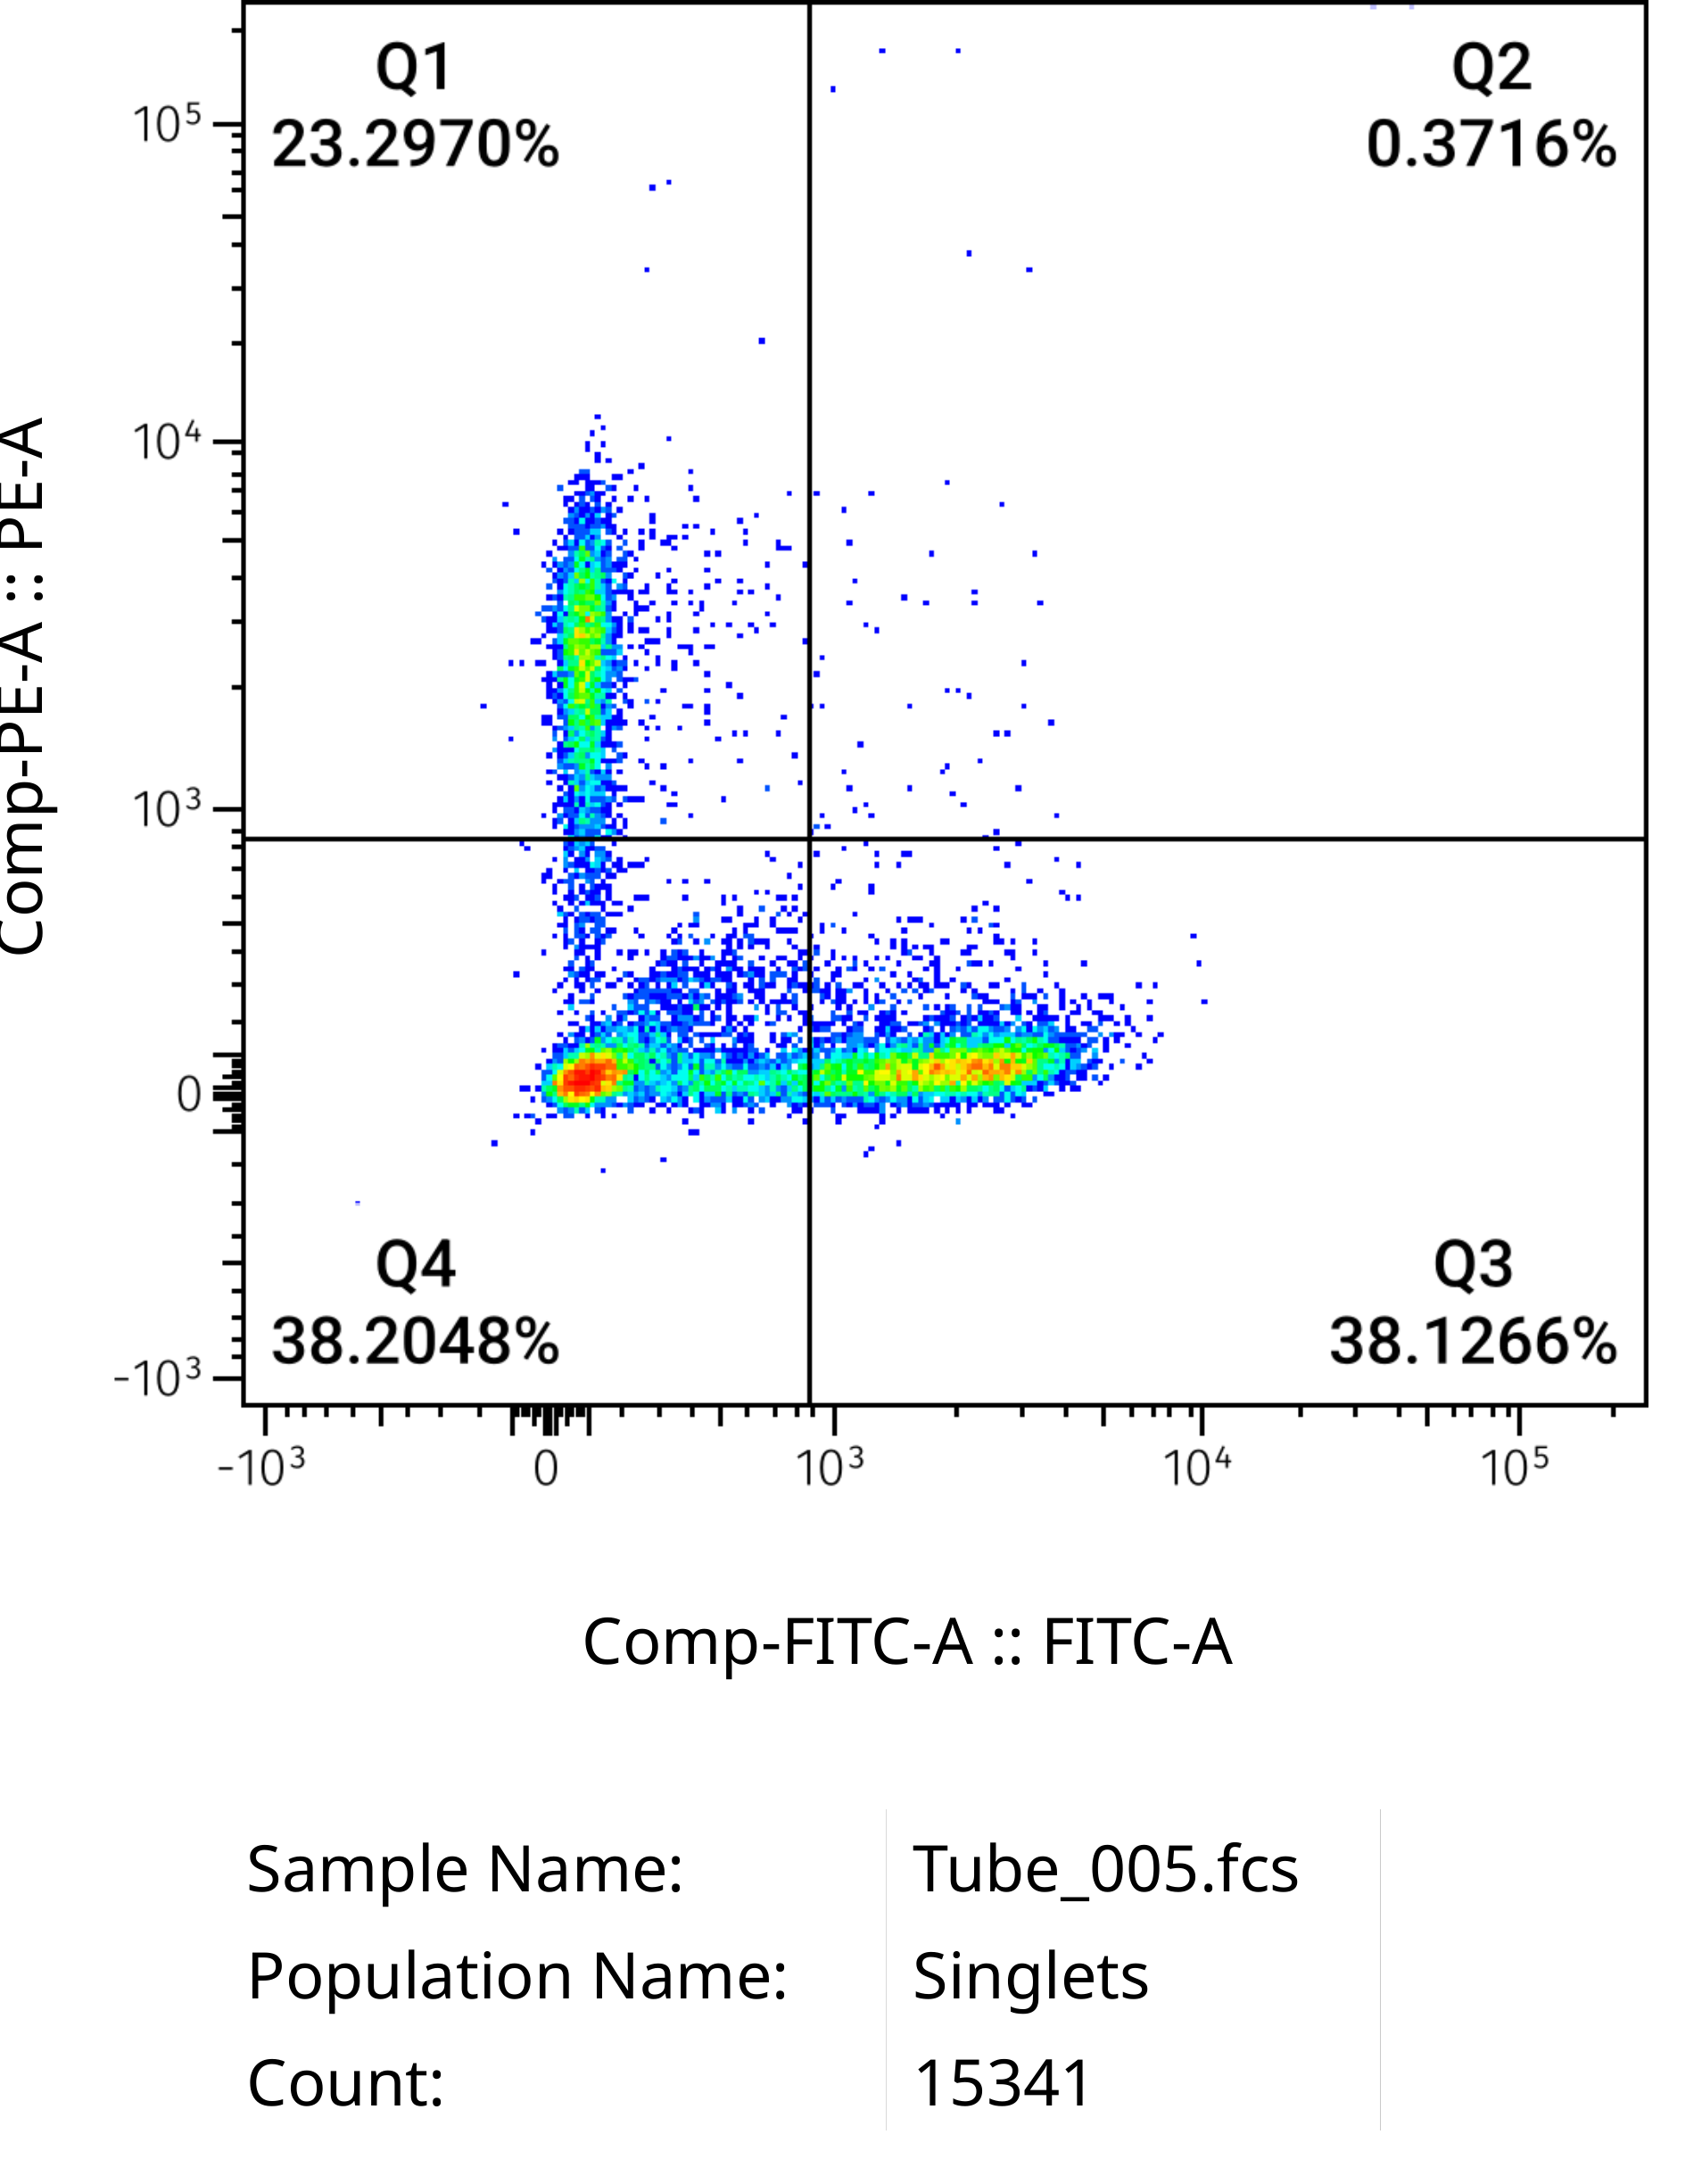 Q1
23.2970%
Q2
0.3716%
10⁵
10⁴
10³
0
-10³
Comp-PE-A :: PE-A
Q4
38.2048%
Q3
38.1266%
-10³
0
10³
10⁴
10⁵
Comp-FITC-A :: FITC-A
Sample Name: Tube_005.fcs
Population Name: Singlets
Count: 15341